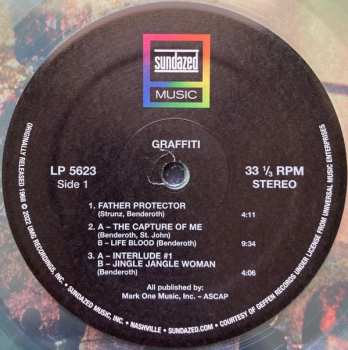 sundazed
MUSIC
GRAFFITI
LP 5623
Side 1
33 ⅓ RPM
STEREO
1. FATHER PROTECTOR
(Strunz, Benderoth) 4:11
2. A – THE CAPTURE OF ME
(Benderoth, St. John)
B – LIFE BLOOD (Benderoth) 9:34
3. A – INTERLUDE #1
B – JINGLE JANGLE WOMAN
(Benderoth) 4:06
All published by:
Mark One Music, Inc. – ASCAP
ORIGINALLY RELEASED 1968 ℗ 2022 UMG RECORDINGS, INC. • SUNDAZED MUSIC, INC. • NASHVILLE • SUNDAZED.COM • COURTESY OF GEFFEN RECORDS UNDER LICENSE FROM UNIVERSAL MUSIC ENTERPRISES